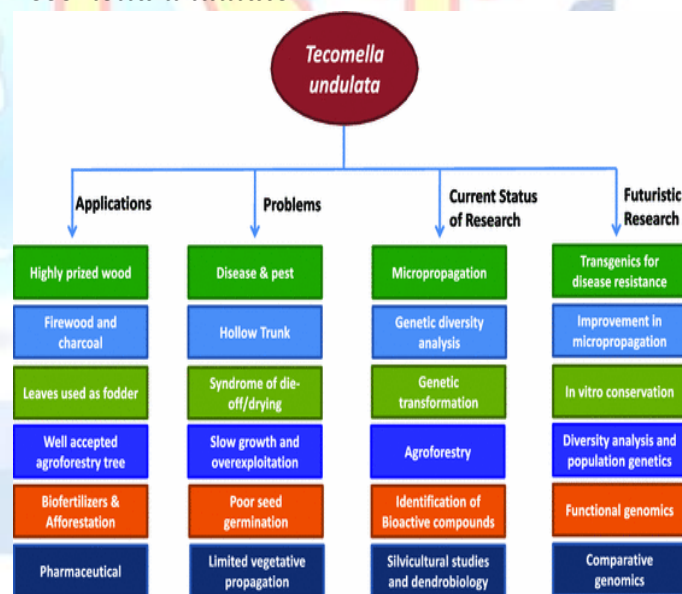 Tecomella
undulata
Applications
Problems
Current Status
of Research
Futuristic
Research
Highly prized wood
Disease & pest
Micropropagation
Transgenics for
disease resistance
Firewood and
charcoal
Hollow Trunk
Genetic diversity
analysis
Improvement in
micropropagation
Leaves used as fodder
Syndrome of die-
off/drying
Genetic
transformation
In vitro conservation
Well accepted
agroforestry tree
Slow growth and
overexploitation
Agroforestry
Diversity analysis and
population genetics
Biofertilizers &
Afforestation
Poor seed
germination
Identification of
Bioactive compounds
Functional genomics
Pharmaceutical
Limited vegetative
propagation
Silvicultural studies
and dendrobiology
Comparative
genomics